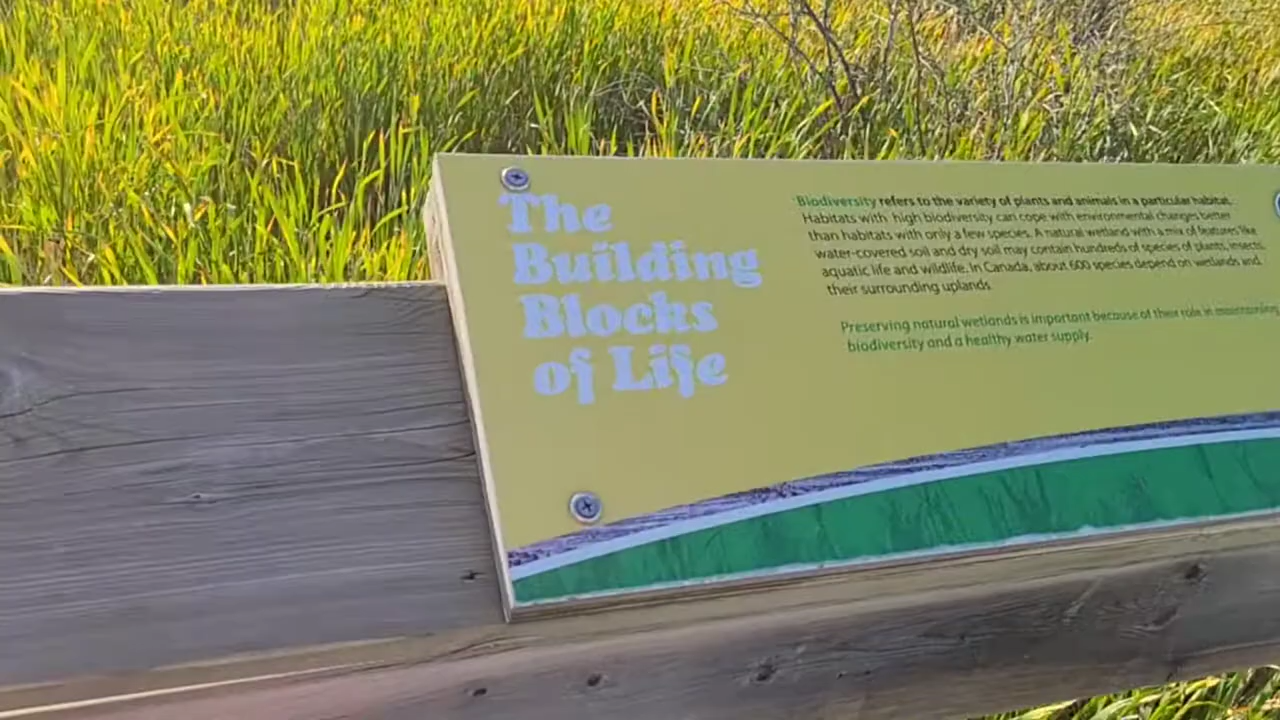 The
Building
Blocks
of Life
Biodiversity refers to the variety of plants and animals in a particular habitat.
Habitats with high biodiversity can cope with environmental changes better
than habitats with only a few species. A natural wetland with a mix of features like
water-covered soil and dry soil may contain hundreds of species of plants, insects,
aquatic life and wildlife. In Canada, about 600 species depend on wetlands and
their surrounding uplands.
Preserving natural wetlands is important because of their role in maintaining
biodiversity and a healthy water supply.